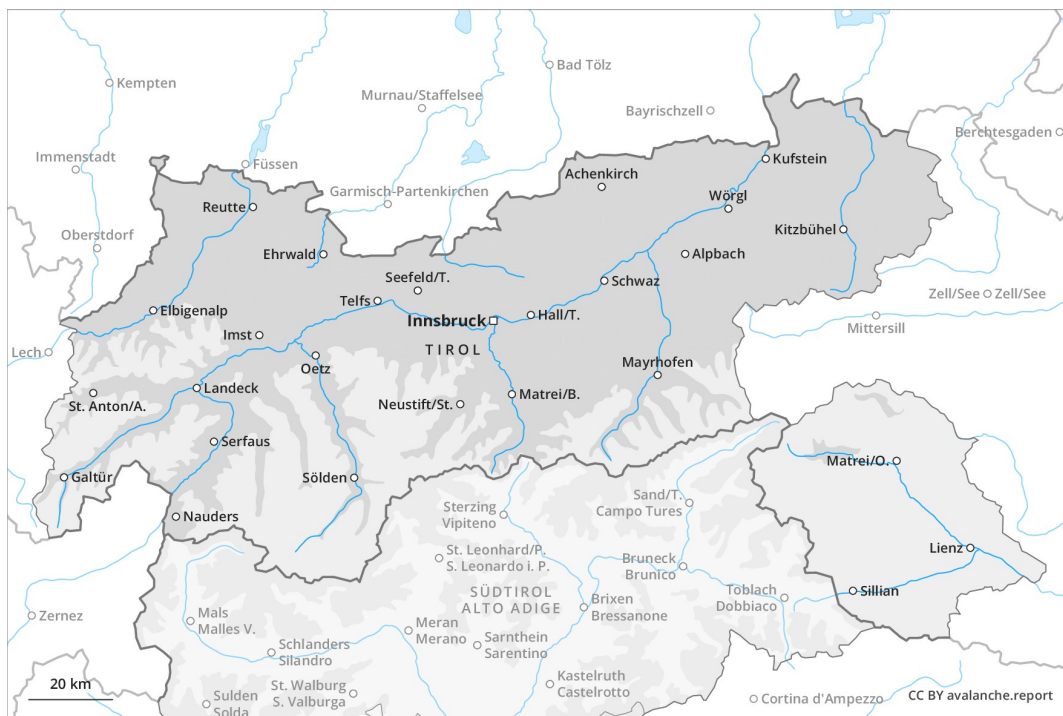 Kempten
Bad Tölz
Murnau/Staffelsee
Bayrischzell
Berchtesgaden
Immenstadt
Füssen
Kufstein
Achenkirch
Garmisch-Partenkirchen
Reutte
Wörgl
Oberstdorf
Kitzbühel
Ehrwald
Alpbach
Seefeld/T.
Schwaz
Zell/See
Zell/See
Telfs
Elbigenalp
Innsbruck
Hall/T.
Mittersill
Imst
TIROL
Lech
Oetz
Mayrhofen
Landeck
St. Anton/A.
Neustift/St.
Matrei/B.
Serfaus
Matrei/O.
Galtür
Sölden
Sand/T.
Campo Tures
Sterzing
Vipiteno
Nauders
Lienz
St. Leonhard/P.
S. Leonardo i. P.
Bruneck
Brunico
SÜDTIROL
ALTO ADIGE
Toblach
Dobbiaco
Sillian
Brixen
Bressanone
Zernez
Mals
Malles V.
Meran
Merano
Sarnthein
Sarentino
Schlanders
Silandro
Kastelruth
Castelrotto
20 km
St. Walburg
S. Valburga
Sulden
Solda
Cortina d'Ampezzo
CC BY avalanche.report